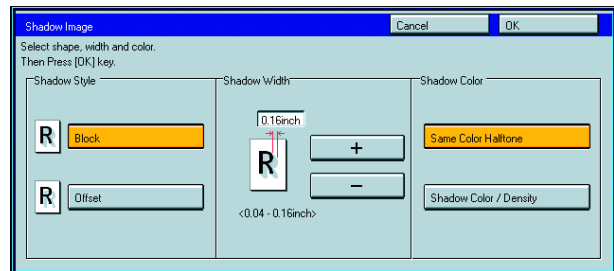 Shadow Image
Cancel
OK
Select shape, width and color.
Then Press [OK] key.
Shadow Style
Shadow Width
Shadow Color
R
Block
0.16inch
R
+
Same Color Halftone
R
Offset
–
Shadow Color / Density
<0.04 - 0.16inch>